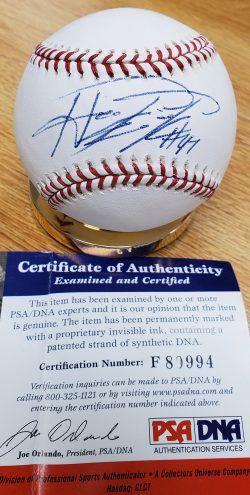 #44
Certificate of Authenticity
Examined and Certified
This item has been examined by one or more
PSA/DNA experts and it is our opinion that the item
is genuine. The item has been permanently marked
with a proprietary invisible ink, containing a
patented strand of synthetic DNA.
Certification Number: F80994
Verification inquiries can be made to PSA/DNA by
calling 800-325-1121 or by visiting www.psadna.com and
entering the certification number indicated above.
Joe Orlando
Joe Orlando, President, PSA/DNA
PSA DNA
AUTHENTICATION SERVICES
Division of Professional Sports Authenticator • A Collectors Universe Company
Nasdaq: CLCT